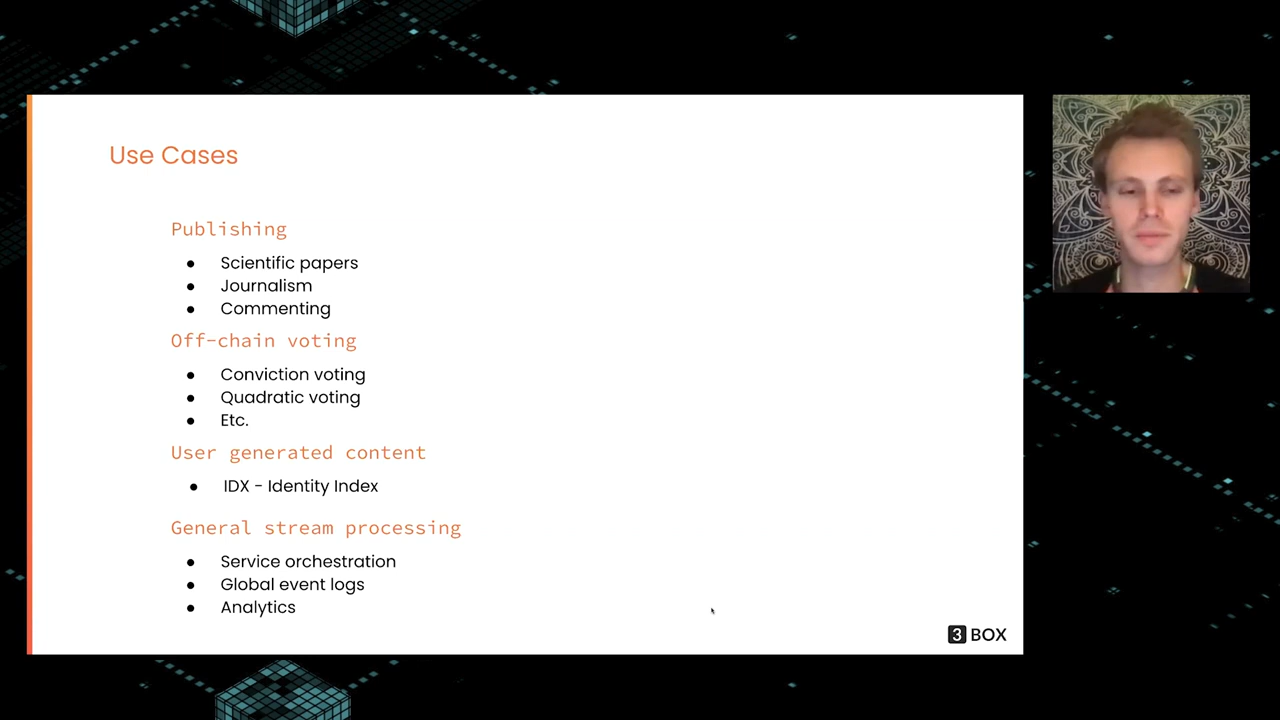 Use Cases
Publishing
● Scientific papers
● Journalism
● Commenting
Off-chain voting
● Conviction voting
● Quadratic voting
● Etc.
User generated content
● IDX - Identity Index
General stream processing
● Service orchestration
● Global event logs
● Analytics
3 BOX